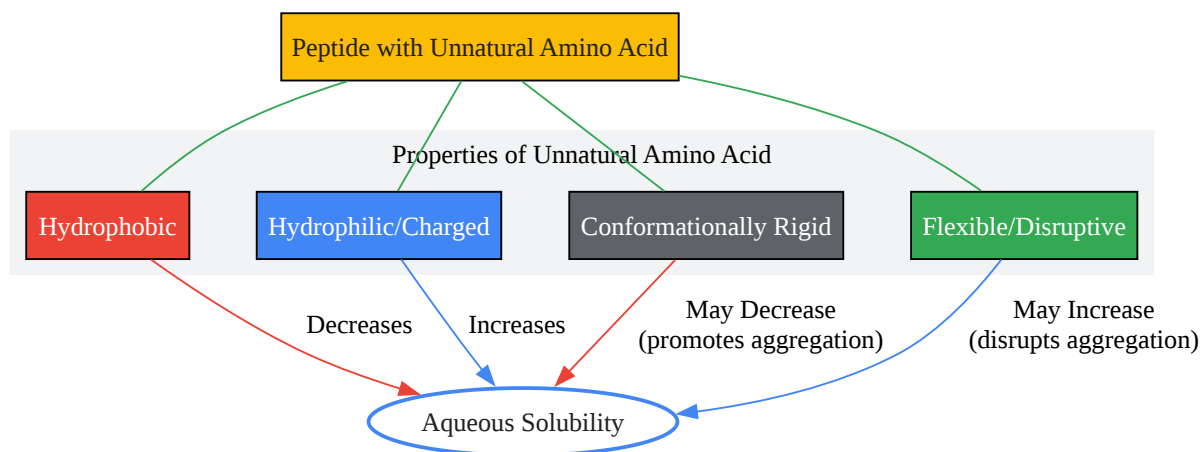 Peptide with Unnatural Amino Acid
Properties of Unnatural Amino Acid
Hydrophobic
Hydrophilic/Charged
Conformationally Rigid
Flexible/Disruptive
Decreases
Increases
May Decrease
(promotes aggregation)
May Increase
(disrupts aggregation)
Aqueous Solubility